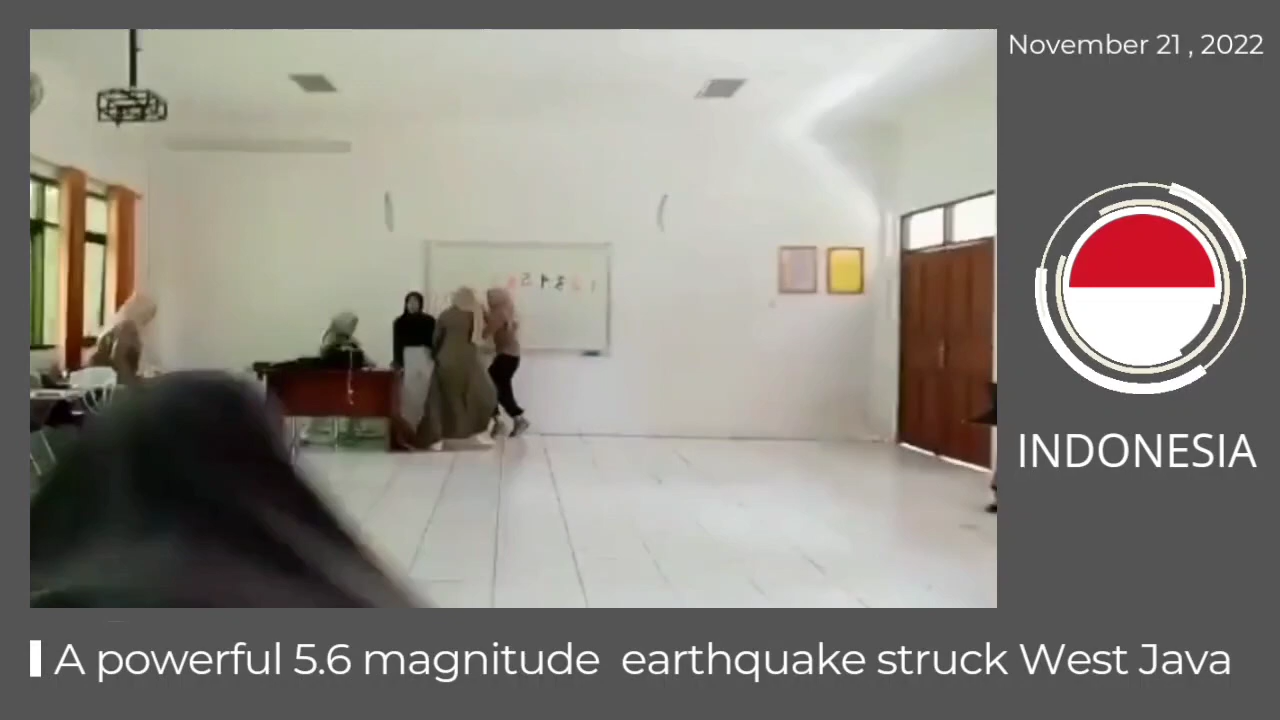 November 21 , 2022
INDONESIA
A powerful 5.6 magnitude earthquake struck West Java